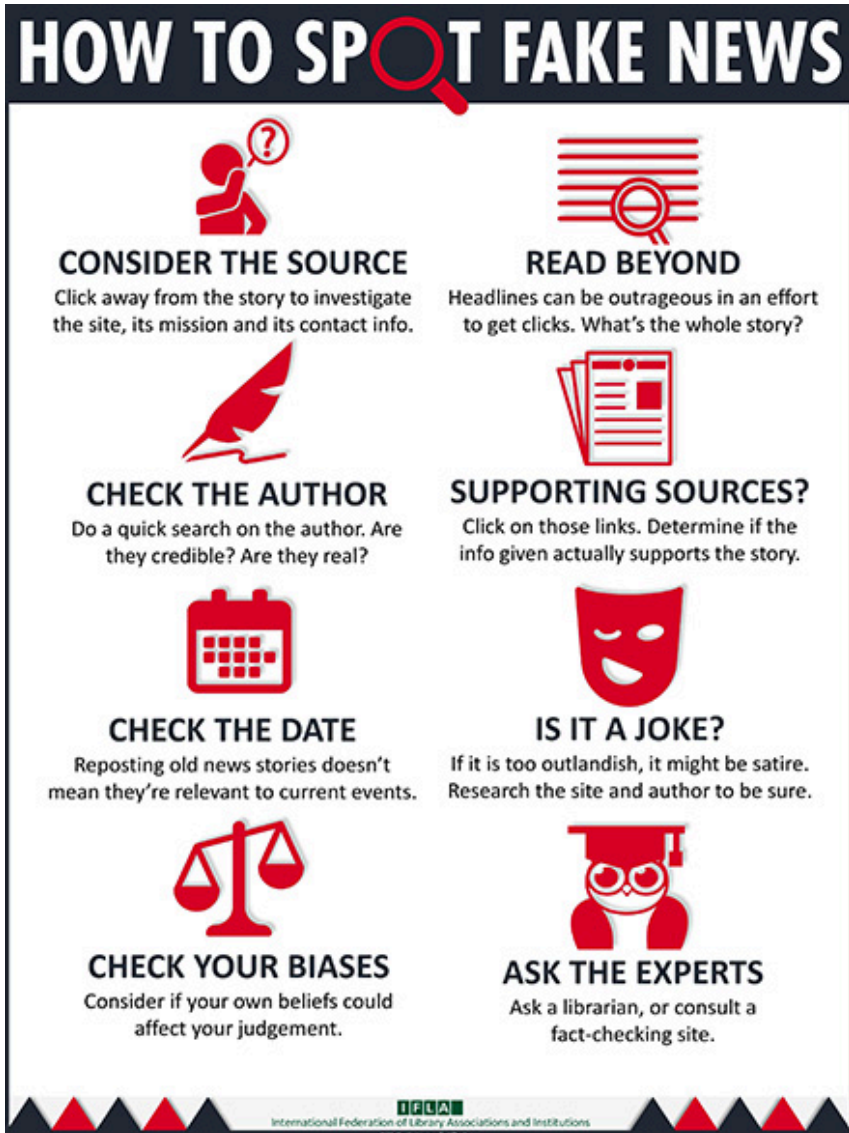 HOW TO SPOT FAKE NEWS
?
CONSIDER THE SOURCE
Click away from the story to investigate
the site, its mission and its contact info.
READ BEYOND
Headlines can be outrageous in an effort
to get clicks. What's the whole story?
CHECK THE AUTHOR
Do a quick search on the author. Are
they credible? Are they real?
SUPPORTING SOURCES?
Click on those links. Determine if the
info given actually supports the story.
CHECK THE DATE
Reposting old news stories doesn't
mean they're relevant to current events.
IS IT A JOKE?
If it is too outlandish, it might be satire.
Research the site and author to be sure.
CHECK YOUR BIASES
Consider if your own beliefs could
affect your judgement.
ASK THE EXPERTS
Ask a librarian, or consult a
fact-checking site.
IFLA
International Federation of Library Associations and Institutions